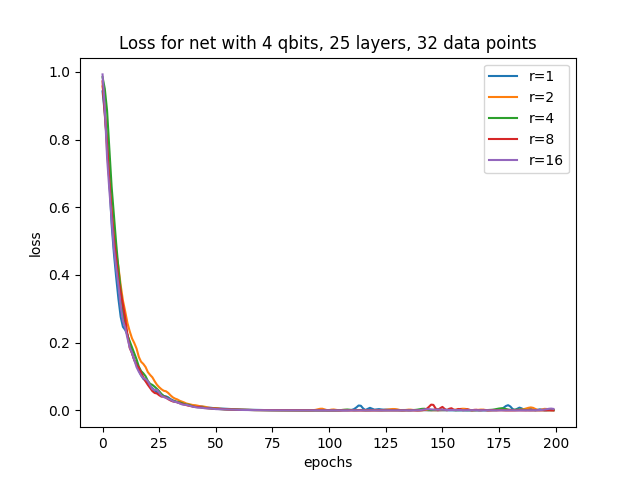 Loss for net with 4 qbits, 25 layers, 32 data points
1.0
0.8
0.6
0.4
0.2
0.0
loss
r=1
r=2
r=4
r=8
r=16
0 25 50 75 100 125 150 175 200
epochs